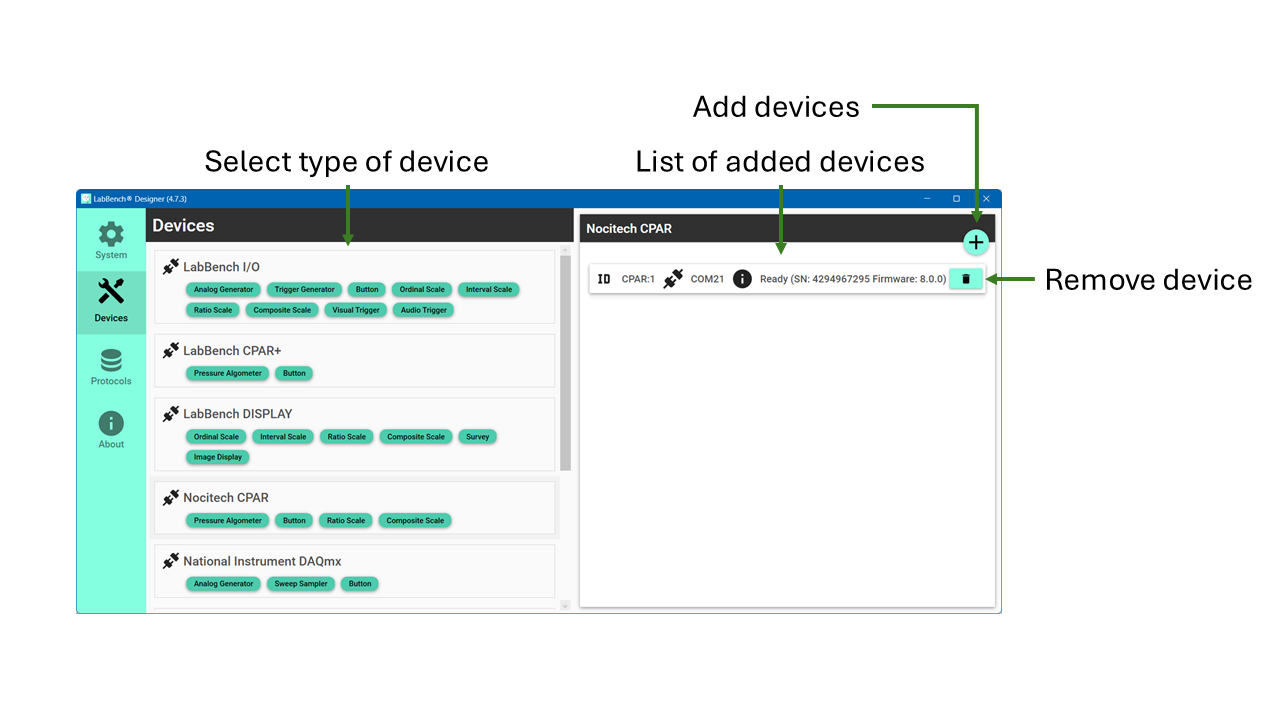 Add devices
Select type of device
List of added devices
LabBench® Designer (4.7.3)
System
Devices
Protocols
About
Devices
LabBench I/O
Analog Generator Trigger Generator Button Ordinal Scale Interval Scale
Ratio Scale Composite Scale Visual Trigger Audio Trigger
LabBench CPAR+
Pressure Algometer Button
LabBench DISPLAY
Ordinal Scale Interval Scale Ratio Scale Composite Scale Survey
Image Display
Nocitech CPAR
Pressure Algometer Button Ratio Scale Composite Scale
National Instrument DAQmx
Analog Generator Sweep Sampler Button
Nocitech CPAR
ID CPAR:1 COM21 Ready (SN: 4294967295 Firmware: 8.0.0)
Remove device